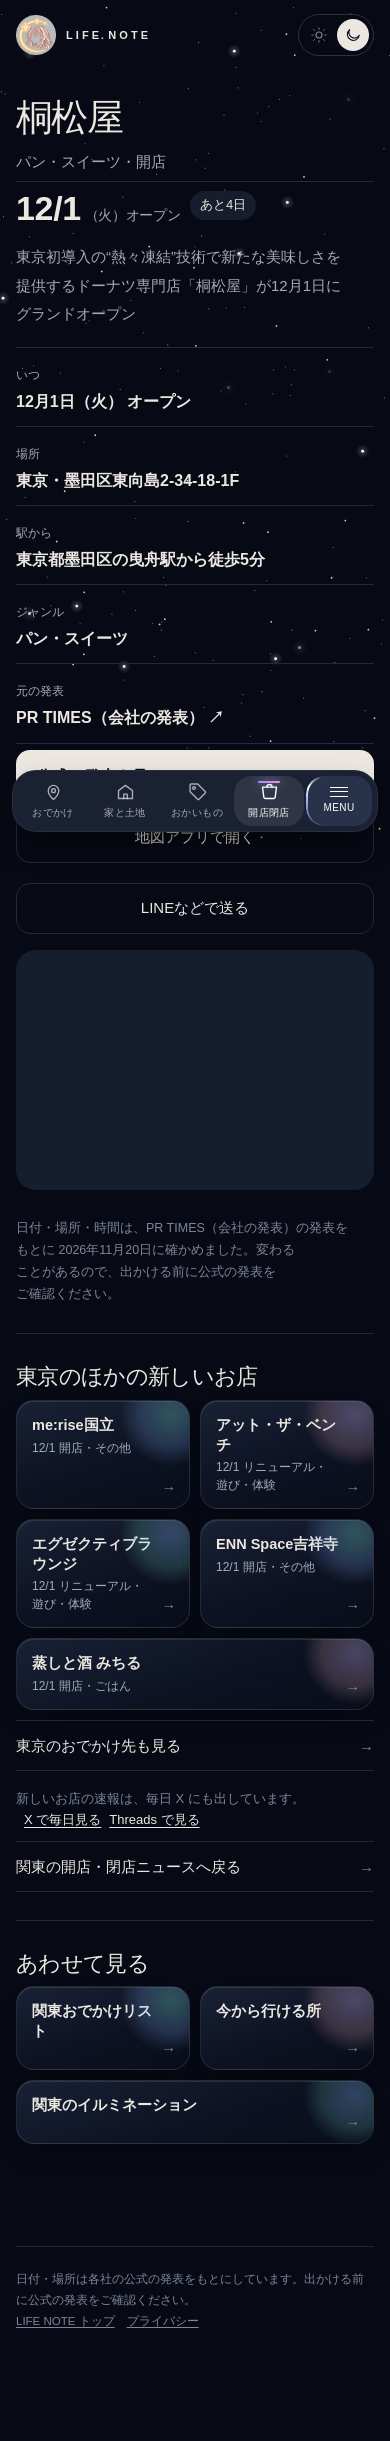 LIFE.NOTE
桐松屋
パン・スイーツ・開店
12/1 （火）オープン あと4日
東京初導入の“熱々凍結”技術で新たな美味しさを
提供するドーナツ専門店「桐松屋」が12月1日に
グランドオープン
いつ
12月1日（火） オープン
場所
東京・墨田区東向島2-34-18-1F
駅から
東京都墨田区の曳舟駅から徒歩5分
ジャンル
パン・スイーツ
元の発表
PR TIMES（会社の発表） ↗
おでかけ 家と土地 おかいもの 開店閉店 MENU
地図アプリで開く
LINEなどで送る
日付・場所・時間は、PR TIMES（会社の発表）の発表を
もとに 2026年11月20日に確かめました。変わる
ことがあるので、出かける前に公式の発表を
ご確認ください。
東京のほかの新しいお店
me:rise国立
12/1 開店・その他
→
アット・ザ・ベン
チ
12/1 リニューアル・
遊び・体験
→
エグゼクティブラ
ウンジ
12/1 リニューアル・
遊び・体験
→
ENN Space吉祥寺
12/1 開店・その他
→
蒸しと酒 みちる
12/1 開店・ごはん
→
東京のおでかけ先も見る →
新しいお店の速報は、毎日 X にも出しています。
X で毎日見る Threads で見る
関東の開店・閉店ニュースへ戻る →
あわせて見る
関東おでかけリス
ト
→
今から行ける所
→
関東のイルミネーション
→
日付・場所は各社の公式の発表をもとにしています。出かける前
に公式の発表をご確認ください。
LIFE NOTE トップ プライバシー